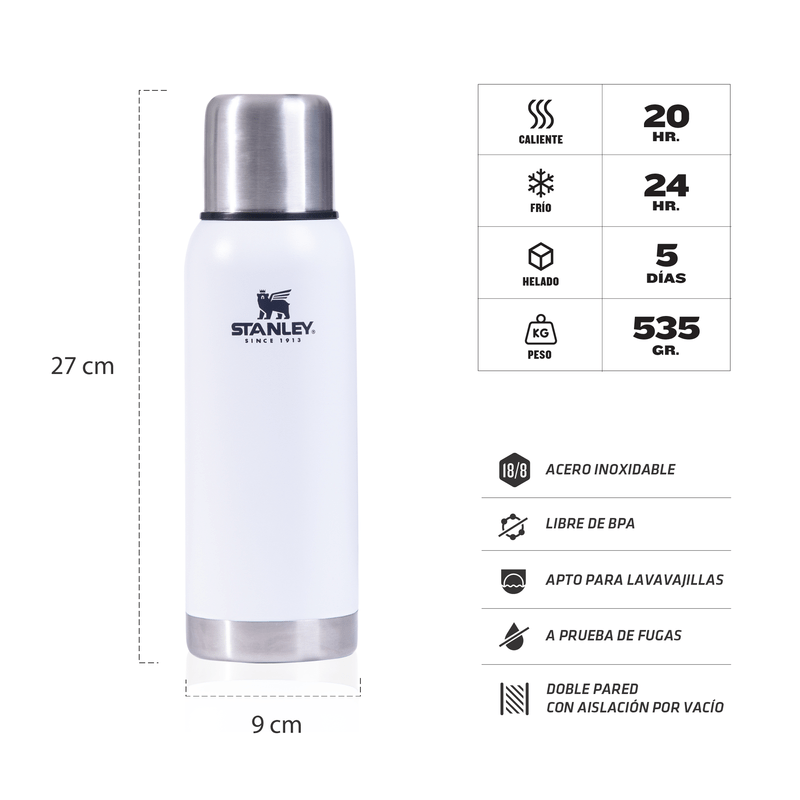 27 cm
STANLEY®
SINCE 1913
9 cm
CALIENTE
20
HR.
FRÍO
24
HR.
HELADO
5
DÍAS
KG
PESO
535
GR.
18/8
ACERO INOXIDABLE
LIBRE DE BPA
APTO PARA LAVAVAJILLAS
A PRUEBA DE FUGAS
DOBLE PARED
CON AISLACIÓN POR VACÍO